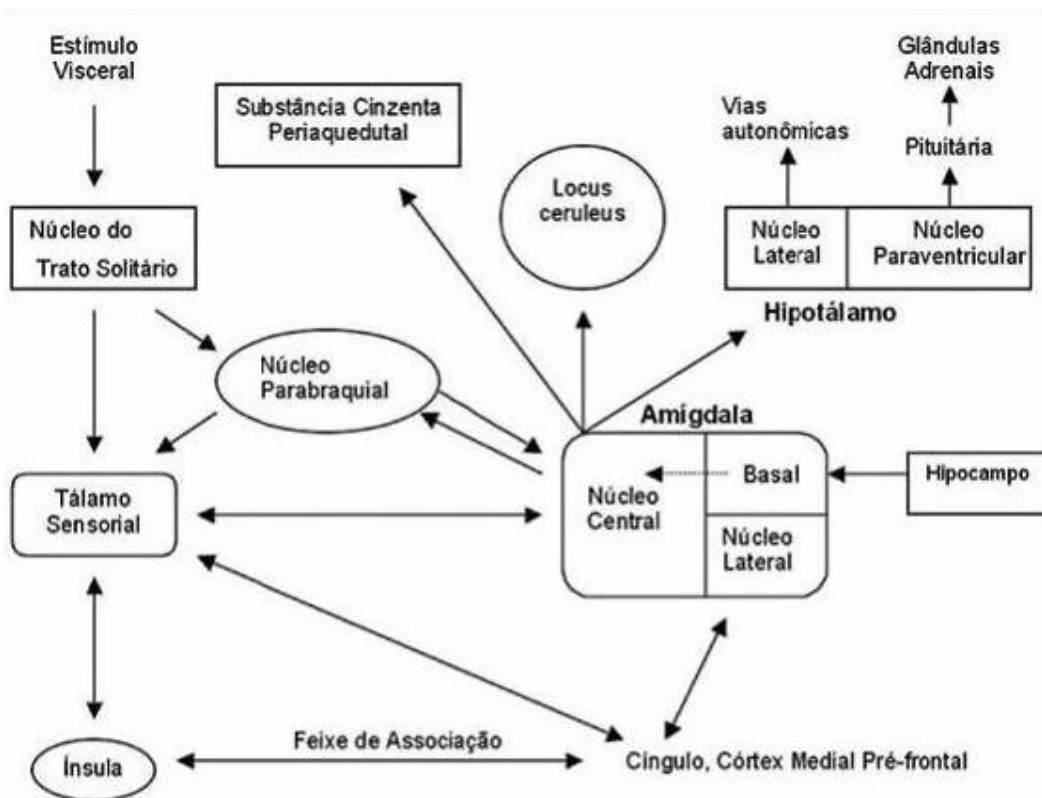 Estímulo
Visceral
Glândulas
Adrenais
Substância Cinzenta
Periaquedutal
Vias
autonômicas
Pituitária
Locus
ceruleus
Núcleo do
Trato Solitário
Núcleo
Lateral
Núcleo
Paraventricular
Hipotálamo
Núcleo
Parabraquial
Amígdala
Basal
Hipocampo
Tálamo
Sensorial
Núcleo
Central
Núcleo
Lateral
Feixe de Associação
Ínsula
Cíngulo, Córtex Medial Pré-frontal